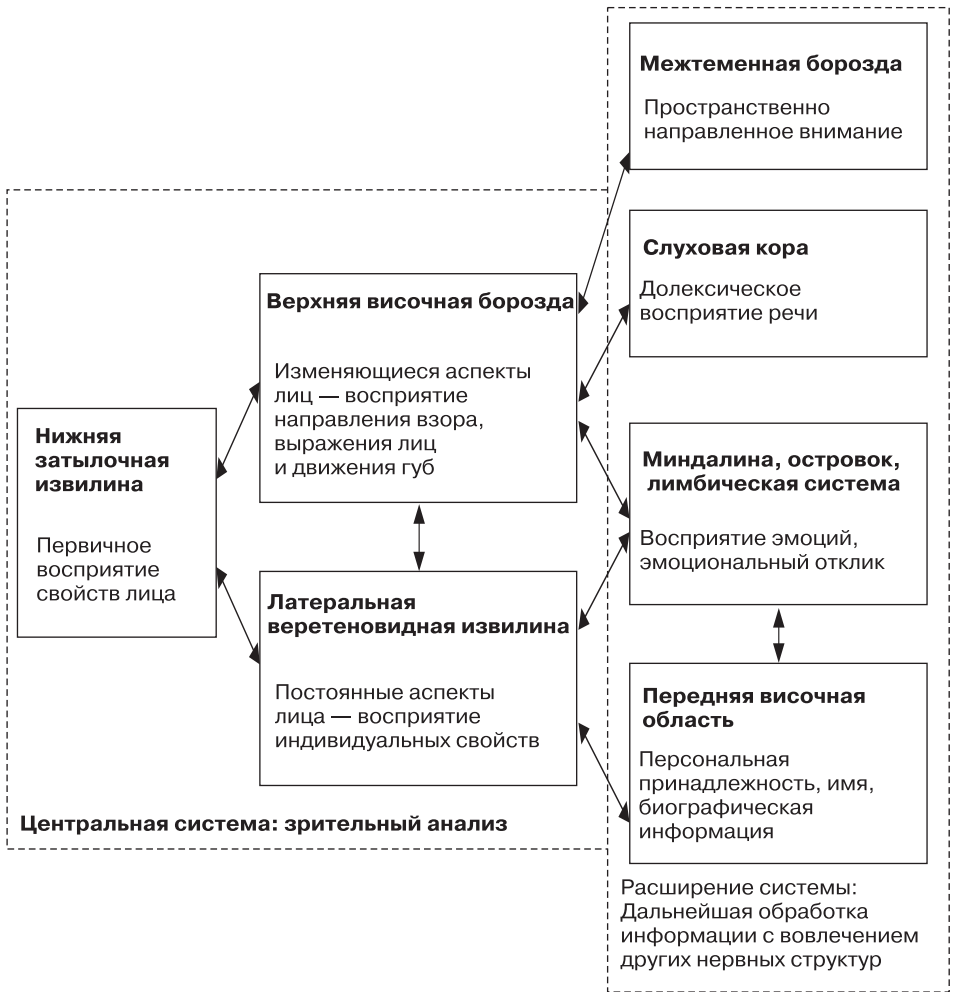 Межтеменная борозда
Пространственно
направленное внимание
Слуховая кора
Долексическое
восприятие речи
Верхняя височная борозда
Изменяющиеся аспекты
лиц — восприятие
направления взора,
выражения лиц
и движения губ
Нижняя
затылочная
извилина
Первичное
восприятие
свойств лица
Миндалина, островок,
лимбическая система
Восприятие эмоций,
эмоциональный отклик
Латеральная
веретеновидная извилина
Постоянные аспекты
лица — восприятие
индивидуальных свойств
Передняя височная
область
Персональная
принадлежность, имя,
биографическая
информация
Центральная система: зрительный анализ
Расширение системы:
Дальнейшая обработка
информации с вовлечением
других нервных структур